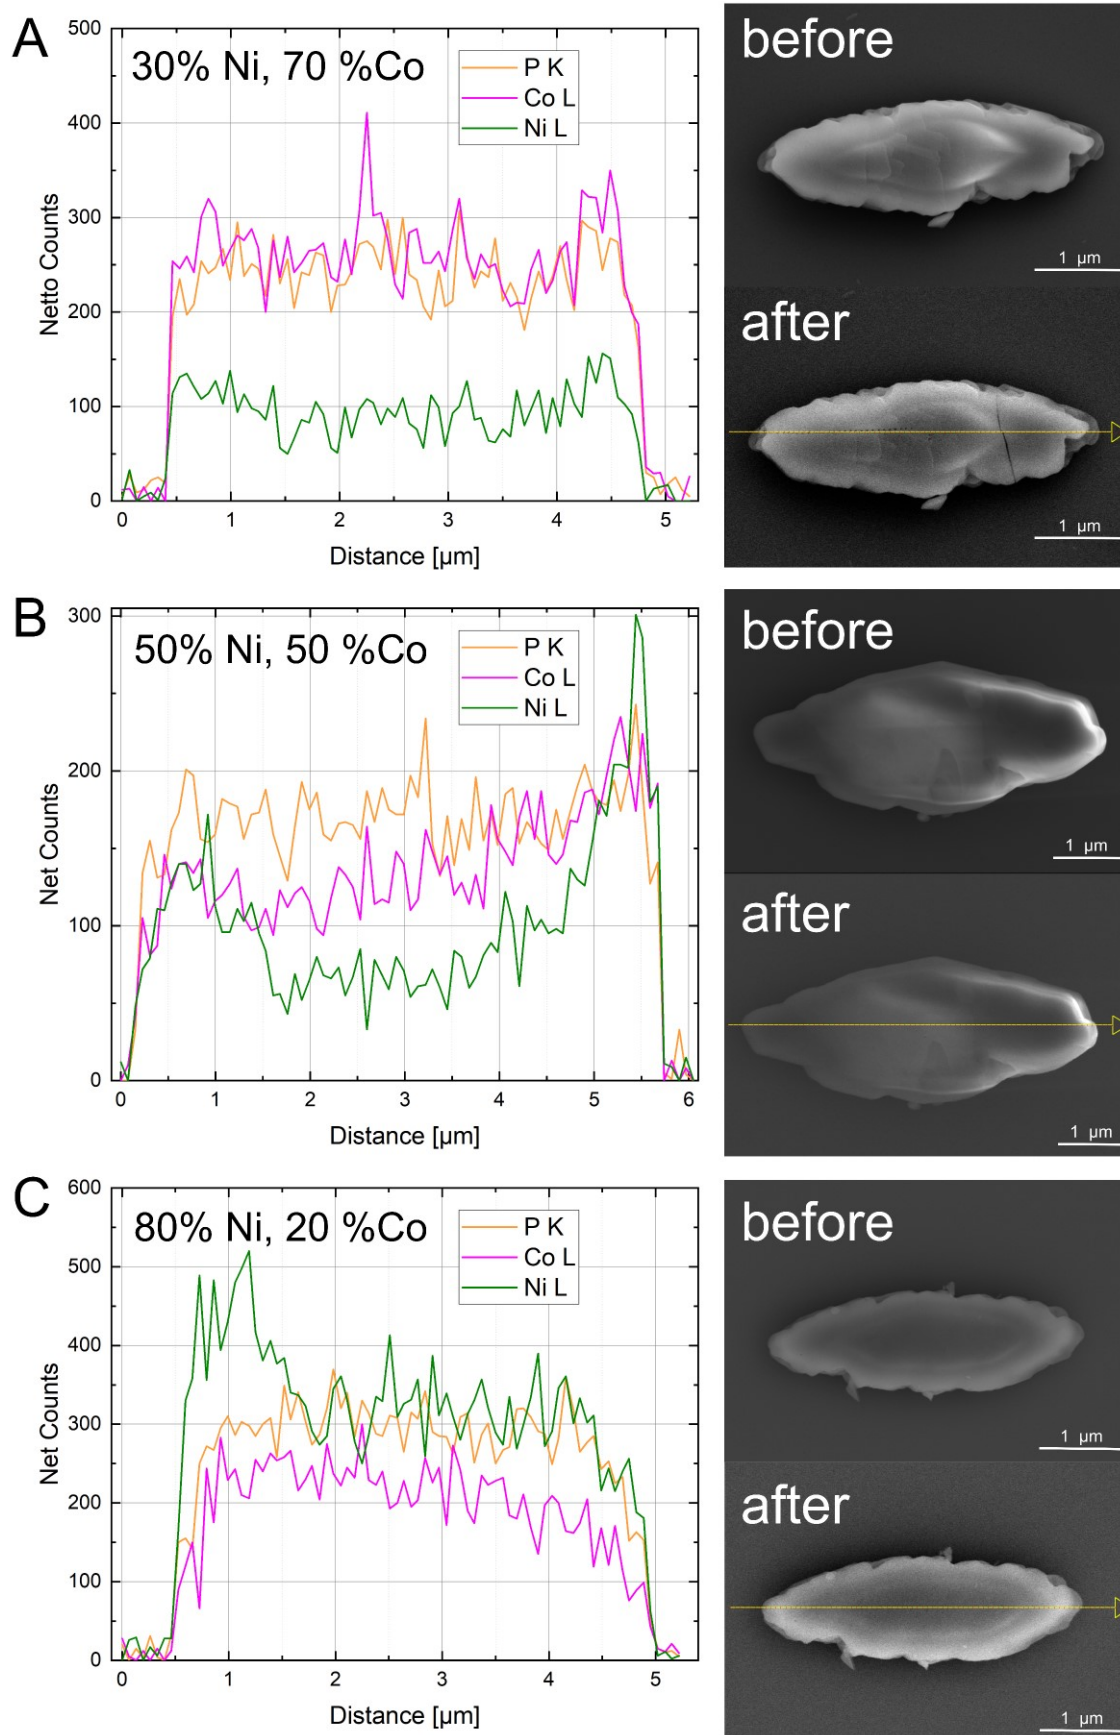 A
30% Ni, 70 %Co
P K
Co L
Ni L
500
400
300
200
100
0
Netto Counts
0 1 2 3 4 5
Distance [µm]
before
1 µm
after
1 µm
B
50% Ni, 50 %Co
P K
Co L
Ni L
300
200
100
0
Net Counts
0 1 2 3 4 5 6
Distance [µm]
before
1 µm
after
1 µm
C
80% Ni, 20 %Co
P K
Co L
Ni L
600
500
400
300
200
100
0
Net Counts
0 1 2 3 4 5
Distance [µm]
before
1 µm
after
1 µm